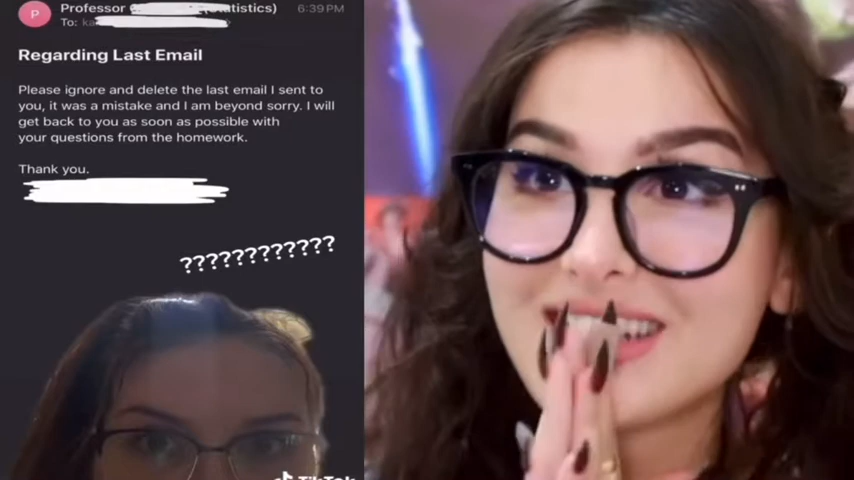 P
Professor
6:39 PM
To:
Regarding Last Email
Please ignore and delete the last email I sent to
you, it was a mistake and I am beyond sorry. I will
get back to you as soon as possible with
your questions from the homework.
Thank you.
????????????
TikTok